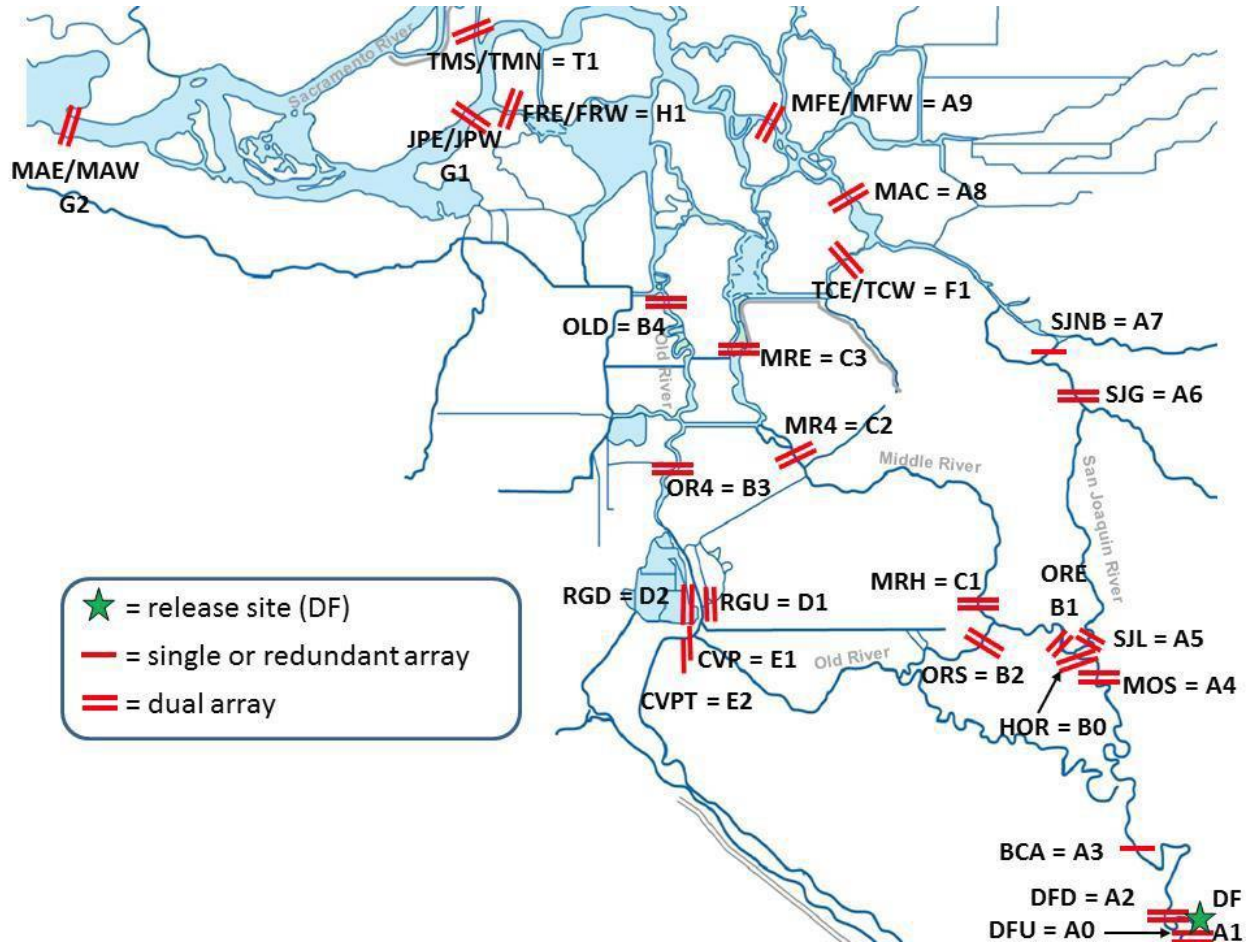 Sacramento River
TMS/TMN = T1
MFE/MFW = A9
FRE/FRW = H1
JPE/JPW
G1
MAE/MAW
G2
MAC = A8
TCE/TCW = F1
OLD = B4
SJNB = A7
Old River
MRE = C3
SJG = A6
MR4 = C2
Middle River
OR4 = B3
San Joaquin River
= release site (DF)
= single or redundant array
= dual array
RGD = D2
RGU = D1
MRH = C1
ORE
B1
SJL = A5
CVP = E1
Old River
ORS = B2
MOS = A4
CVPT = E2
HOR = B0
BCA = A3
DFD = A2
DF
DFU = A0
A1